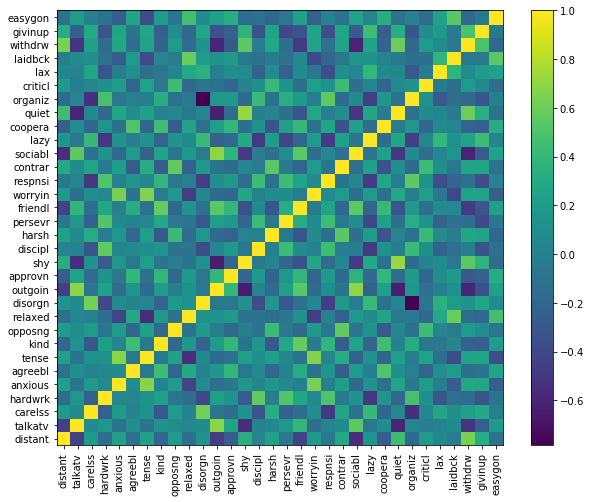 easygon
givinup
withdrw
laidbck
lax
criticl
organiz
quiet
coopera
lazy
sociabl
contrar
respnsi
worryin
friendl
persevr
harsh
discipl
shy
approvn
outgoin
disorgn
relaxed
opposng
kind
tense
agreebl
anxious
hardwrk
carelss
talkatv
distant
distant
talkatv
carelss
hardwrk
anxious
agreebl
tense
kind
opposng
relaxed
disorgn
outgoin
approvn
shy
discipl
harsh
persevr
friendl
worryin
respnsi
contrar
sociabl
lazy
coopera
quiet
organiz
criticl
lax
laidbck
withdrw
givinup
easygon
1.0
0.8
0.6
0.4
0.2
0.0
−0.2
−0.4
−0.6